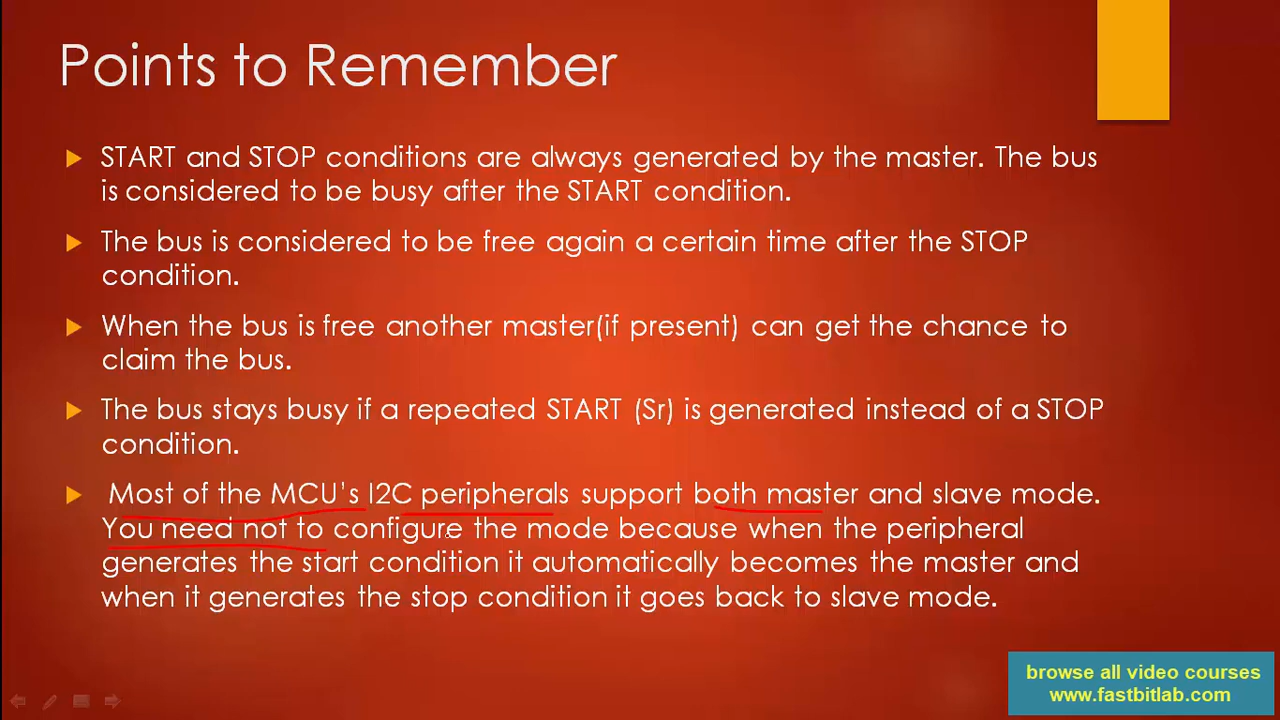 Points to Remember
START and STOP conditions are always generated by the master. The bus
is considered to be busy after the START condition.
The bus is considered to be free again a certain time after the STOP
condition.
When the bus is free another master(if present) can get the chance to
claim the bus.
The bus stays busy if a repeated START (Sr) is generated instead of a STOP
condition.
Most of the MCU's I2C peripherals support both master and slave mode.
You need not to configure the mode because when the peripheral
generates the start condition it automatically becomes the master and
when it generates the stop condition it goes back to slave mode.
browse all video courses
www.fastbitlab.com